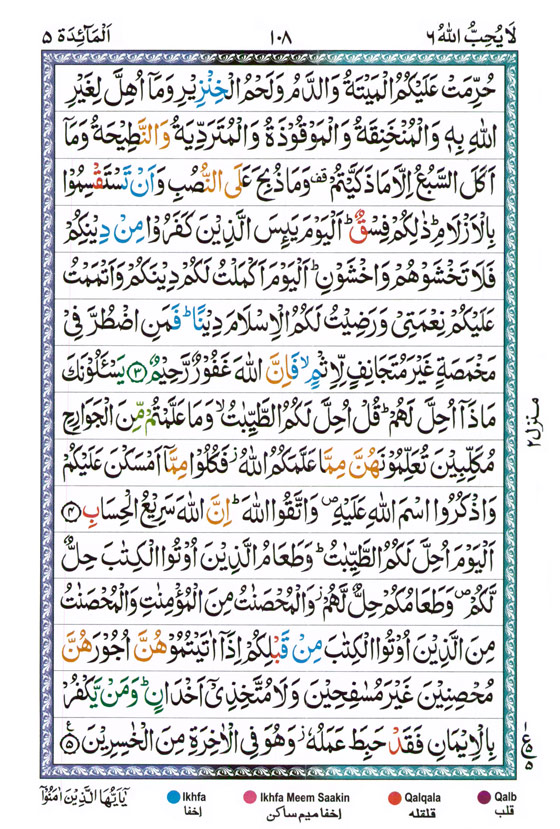 لَا يُحِبُّ اللّٰهُ ٦
١٠٨
اَلْمَآئِدَة ٥
حُرِّمَتْ عَلَيْكُمُ الْمَيْتَةُ وَالدَّمُ وَلَحْمُ الْخِنْزِيْرِ وَمَاۤ اُهِلَّ لِغَيْرِ
اللّٰهِ بِهٖ وَالْمُنْخَنِقَةُ وَالْمَوْقُوْذَةُ وَالْمُتَرَدِّيَةُ وَالنَّطِيْحَةُ وَمَاۤ
اَكَلَ السَّبُعُ اِلَّا مَا ذَكَّيْتُمْ قف وَمَا ذُبِحَ عَلَى النُّصُبِ وَاَنْ تَسْتَقْسِمُوْا
بِالْاَزْلَامِ ؕ ذٰلِكُمْ فِسْقٌ ؕ اَلْيَوْمَ يَئِسَ الَّذِيْنَ كَفَرُوْا مِنْ دِيْنِكُمْ
فَلَا تَخْشَوْهُمْ وَاخْشَوْنِ ؕ اَلْيَوْمَ اَكْمَلْتُ لَكُمْ دِيْنَكُمْ وَاَتْمَمْتُ
عَلَيْكُمْ نِعْمَتِيْ وَرَضِيْتُ لَكُمُ الْاِسْلَامَ دِيْنًا ؕ فَمَنِ اضْطُرَّ فِيْ
مَخْمَصَةٍ غَيْرَ مُتَجَانِفٍ لِّاِثْمٍ ۙ فَاِنَّ اللّٰهَ غَفُوْرٌ رَّحِيْمٌ ﴿٣﴾ يَسْئَلُوْنَكَ
مَاذَاۤ اُحِلَّ لَهُمْ ؕ قُلْ اُحِلَّ لَكُمُ الطَّيِّبٰتُ ۙ وَمَا عَلَّمْتُمْ مِّنَ الْجَوَارِحِ
مُكَلِّبِيْنَ تُعَلِّمُوْنَهُنَّ مِمَّا عَلَّمَكُمُ اللّٰهُ ؗ فَكُلُوْا مِمَّاۤ اَمْسَكْنَ عَلَيْكُمْ
وَاذْكُرُوا اسْمَ اللّٰهِ عَلَيْهِ ص وَاتَّقُوا اللّٰهَ ؕ اِنَّ اللّٰهَ سَرِيْعُ الْحِسَابِ ﴿٤﴾
اَلْيَوْمَ اُحِلَّ لَكُمُ الطَّيِّبٰتُ ؕ وَطَعَامُ الَّذِيْنَ اُوْتُوا الْكِتٰبَ حِلٌّ
لَّكُمْ ص وَطَعَامُكُمْ حِلٌّ لَّهُمْ ؗ وَالْمُحْصَنٰتُ مِنَ الْمُؤْمِنٰتِ وَالْمُحْصَنٰتُ
مِنَ الَّذِيْنَ اُوْتُوا الْكِتٰبَ مِنْ قَبْلِكُمْ اِذَاۤ اٰتَيْتُمُوْهُنَّ اُجُوْرَهُنَّ
مُحْصِنِيْنَ غَيْرَ مُسٰفِحِيْنَ وَلَا مُتَّخِذِيْۤ اَخْدَانٍ ؕ وَمَنْ يَّكْفُرْ
بِالْاِيْمَانِ فَقَدْ حَبِطَ عَمَلُهٗ ؗ وَهُوَ فِي الْاٰخِرَةِ مِنَ الْخٰسِرِيْنَ ﴿٥﴾ ع
منزل ٢
ع ٥ ٥
يٰۤاَيُّهَا الَّذِيْنَ اٰمَنُوْۤا
Ikhfa
اخفا
Ikhfa Meem Saakin
اخفا میم ساکن
Qalqala
قلقله
Qalb
قلب